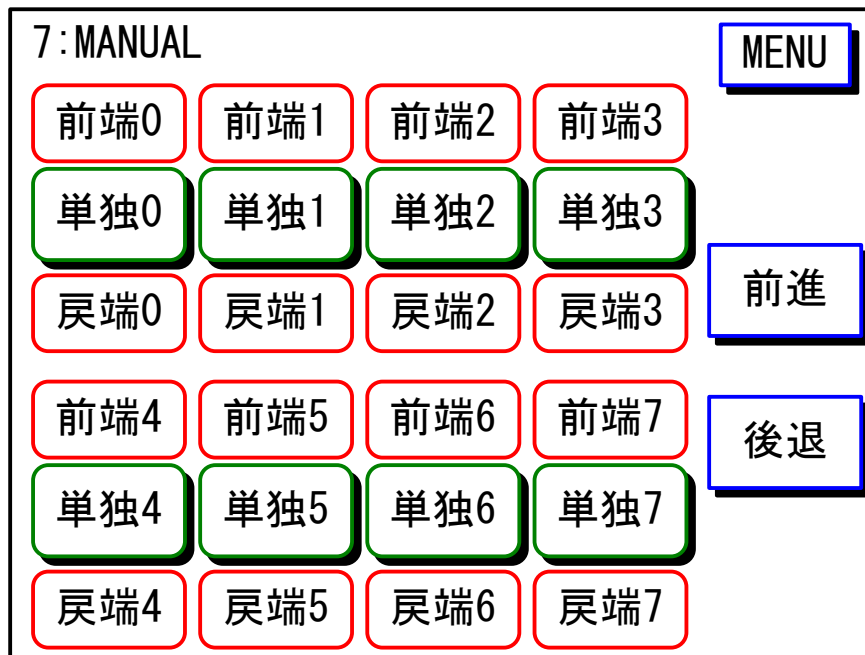 7:MANUAL MENU
前端0 前端1 前端2 前端3
単独0 単独1 単独2 単独3
戻端0 戻端1 戻端2 戻端3
前進
前端4 前端5 前端6 前端7
後退
単独4 単独5 単独6 単独7
戻端4 戻端5 戻端6 戻端7